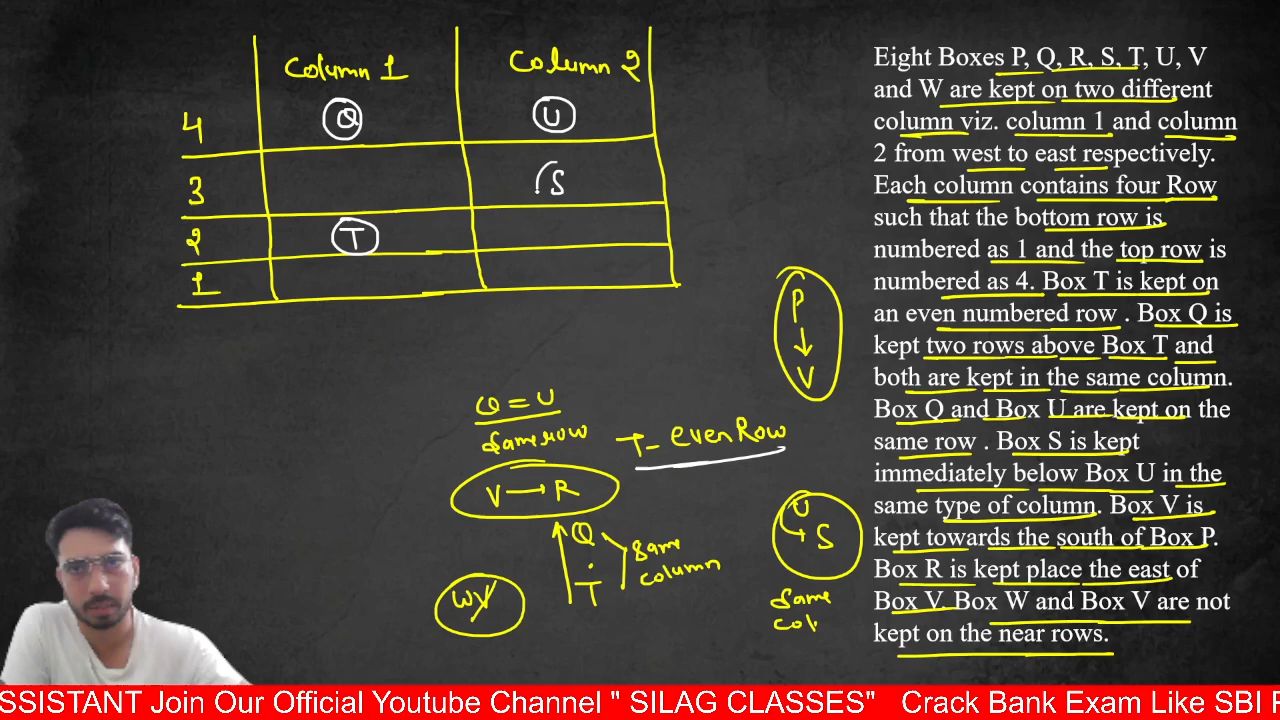 Column 1
Column 2
4
Q
U
3
S
2
T
1
Q = U
Same row
T- even Row
V → R
Q
T
Same
column
W V
P
↓
V
U
S
Same
col
Eight Boxes P, Q, R, S, T, U, V
and W are kept on two different
column viz. column 1 and column
2 from west to east respectively.
Each column contains four Row
such that the bottom row is
numbered as 1 and the top row is
numbered as 4. Box T is kept on
an even numbered row . Box Q is
kept two rows above Box T and
both are kept in the same column.
Box Q and Box U are kept on the
same row . Box S is kept
immediately below Box U in the
same type of column. Box V is
kept towards the south of Box P.
Box R is kept place the east of
Box V. Box W and Box V are not
kept on the near rows.
SSISTANT Join Our Official Youtube Channel " SILAG CLASSES" Crack Bank Exam Like SBI